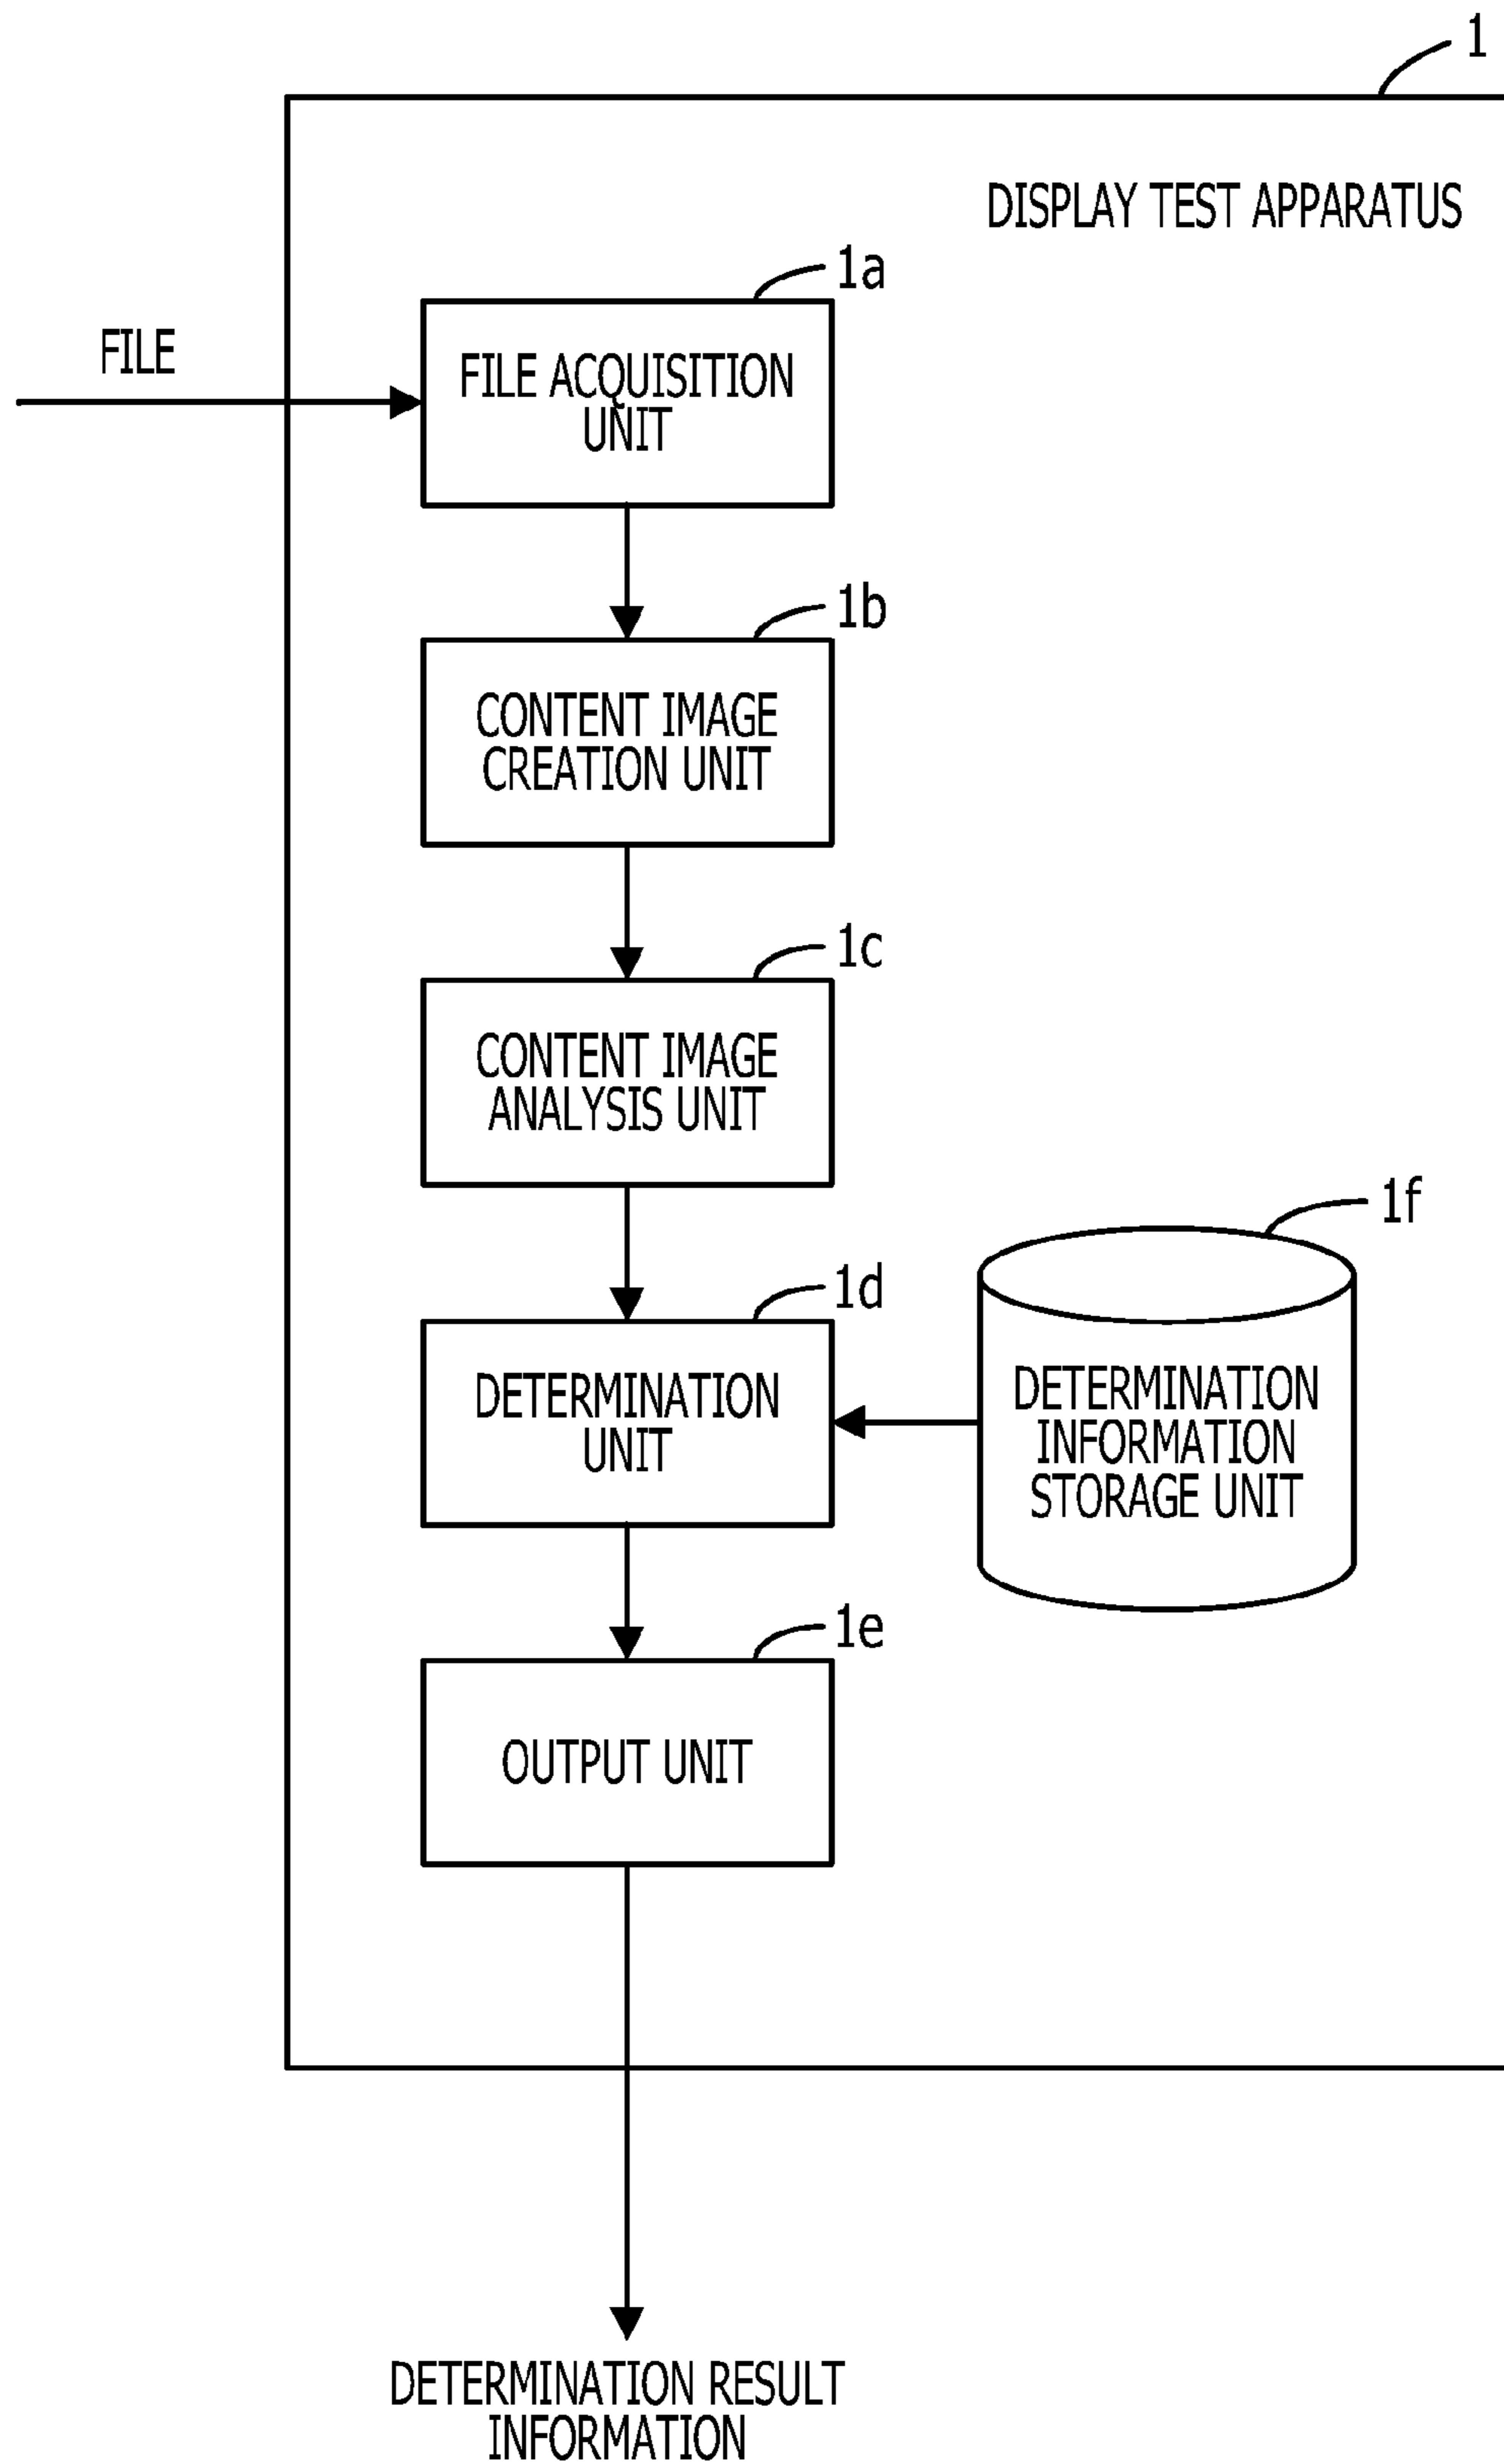 1
DISPLAY TEST APPARATUS
1a
FILE
FILE ACQUISITION
UNIT
1b
CONTENT IMAGE
CREATION UNIT
1c
CONTENT IMAGE
ANALYSIS UNIT
1f
1d
DETERMINATION
UNIT
DETERMINATION
INFORMATION
STORAGE UNIT
1e
OUTPUT UNIT
DETERMINATION RESULT
INFORMATION